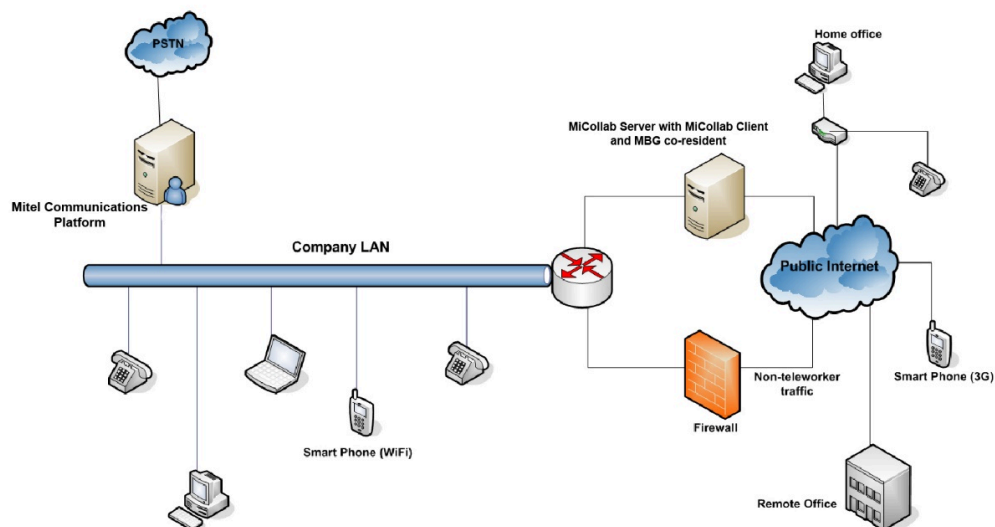 PSTN
Home office
MiCollab Server with MiCollab Client
and MBG co-resident
Mitel Communications
Platform
Company LAN
Public Internet
Smart Phone (3G)
Non-teleworker
traffic
Firewall
Smart Phone (WiFi)
Remote Office